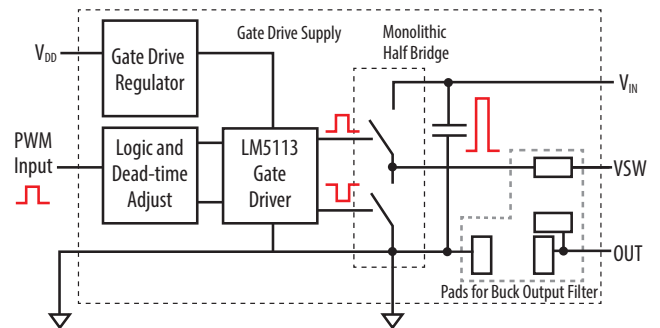 Gate Drive Supply
Monolithic
Half Bridge
VDD
Gate Drive
Regulator
VIN
PWM
Input
Logic and
Dead-time
Adjust
LM5113
Gate
Driver
VSW
OUT
Pads for Buck Output Filter